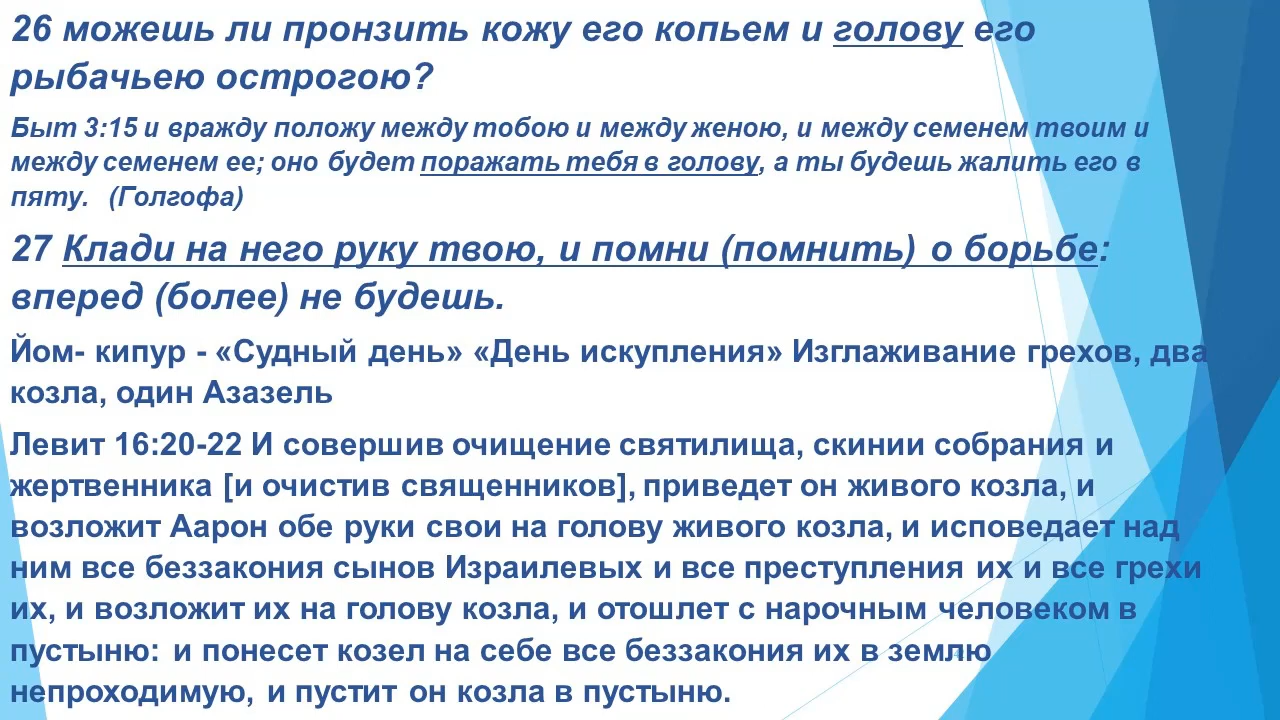 26 можешь ли пронзить кожу его копьем и голову его
рыбачьею острогою?
Быт 3:15 и вражду положу между тобою и между женою, и между семенем твоим и
между семенем ее; оно будет поражать тебя в голову, а ты будешь жалить его в
пяту. (Голгофа)
27 Клади на него руку твою, и помни (помнить) о борьбе:
вперед (более) не будешь.
Йом- кипур - «Судный день» «День искупления» Изглаживание грехов, два
козла, один Азазель
Левит 16:20-22 И совершив очищение святилища, скинии собрания и
жертвенника [и очистив священников], приведет он живого козла, и
возложит Аарон обе руки свои на голову живого козла, и исповедает над
ним все беззакония сынов Израилевых и все преступления их и все грехи
их, и возложит их на голову козла, и отошлет с нарочным человеком в
пустыню: и понесет козел на себе все беззакония их в землю
непроходимую, и пустит он козла в пустыню.